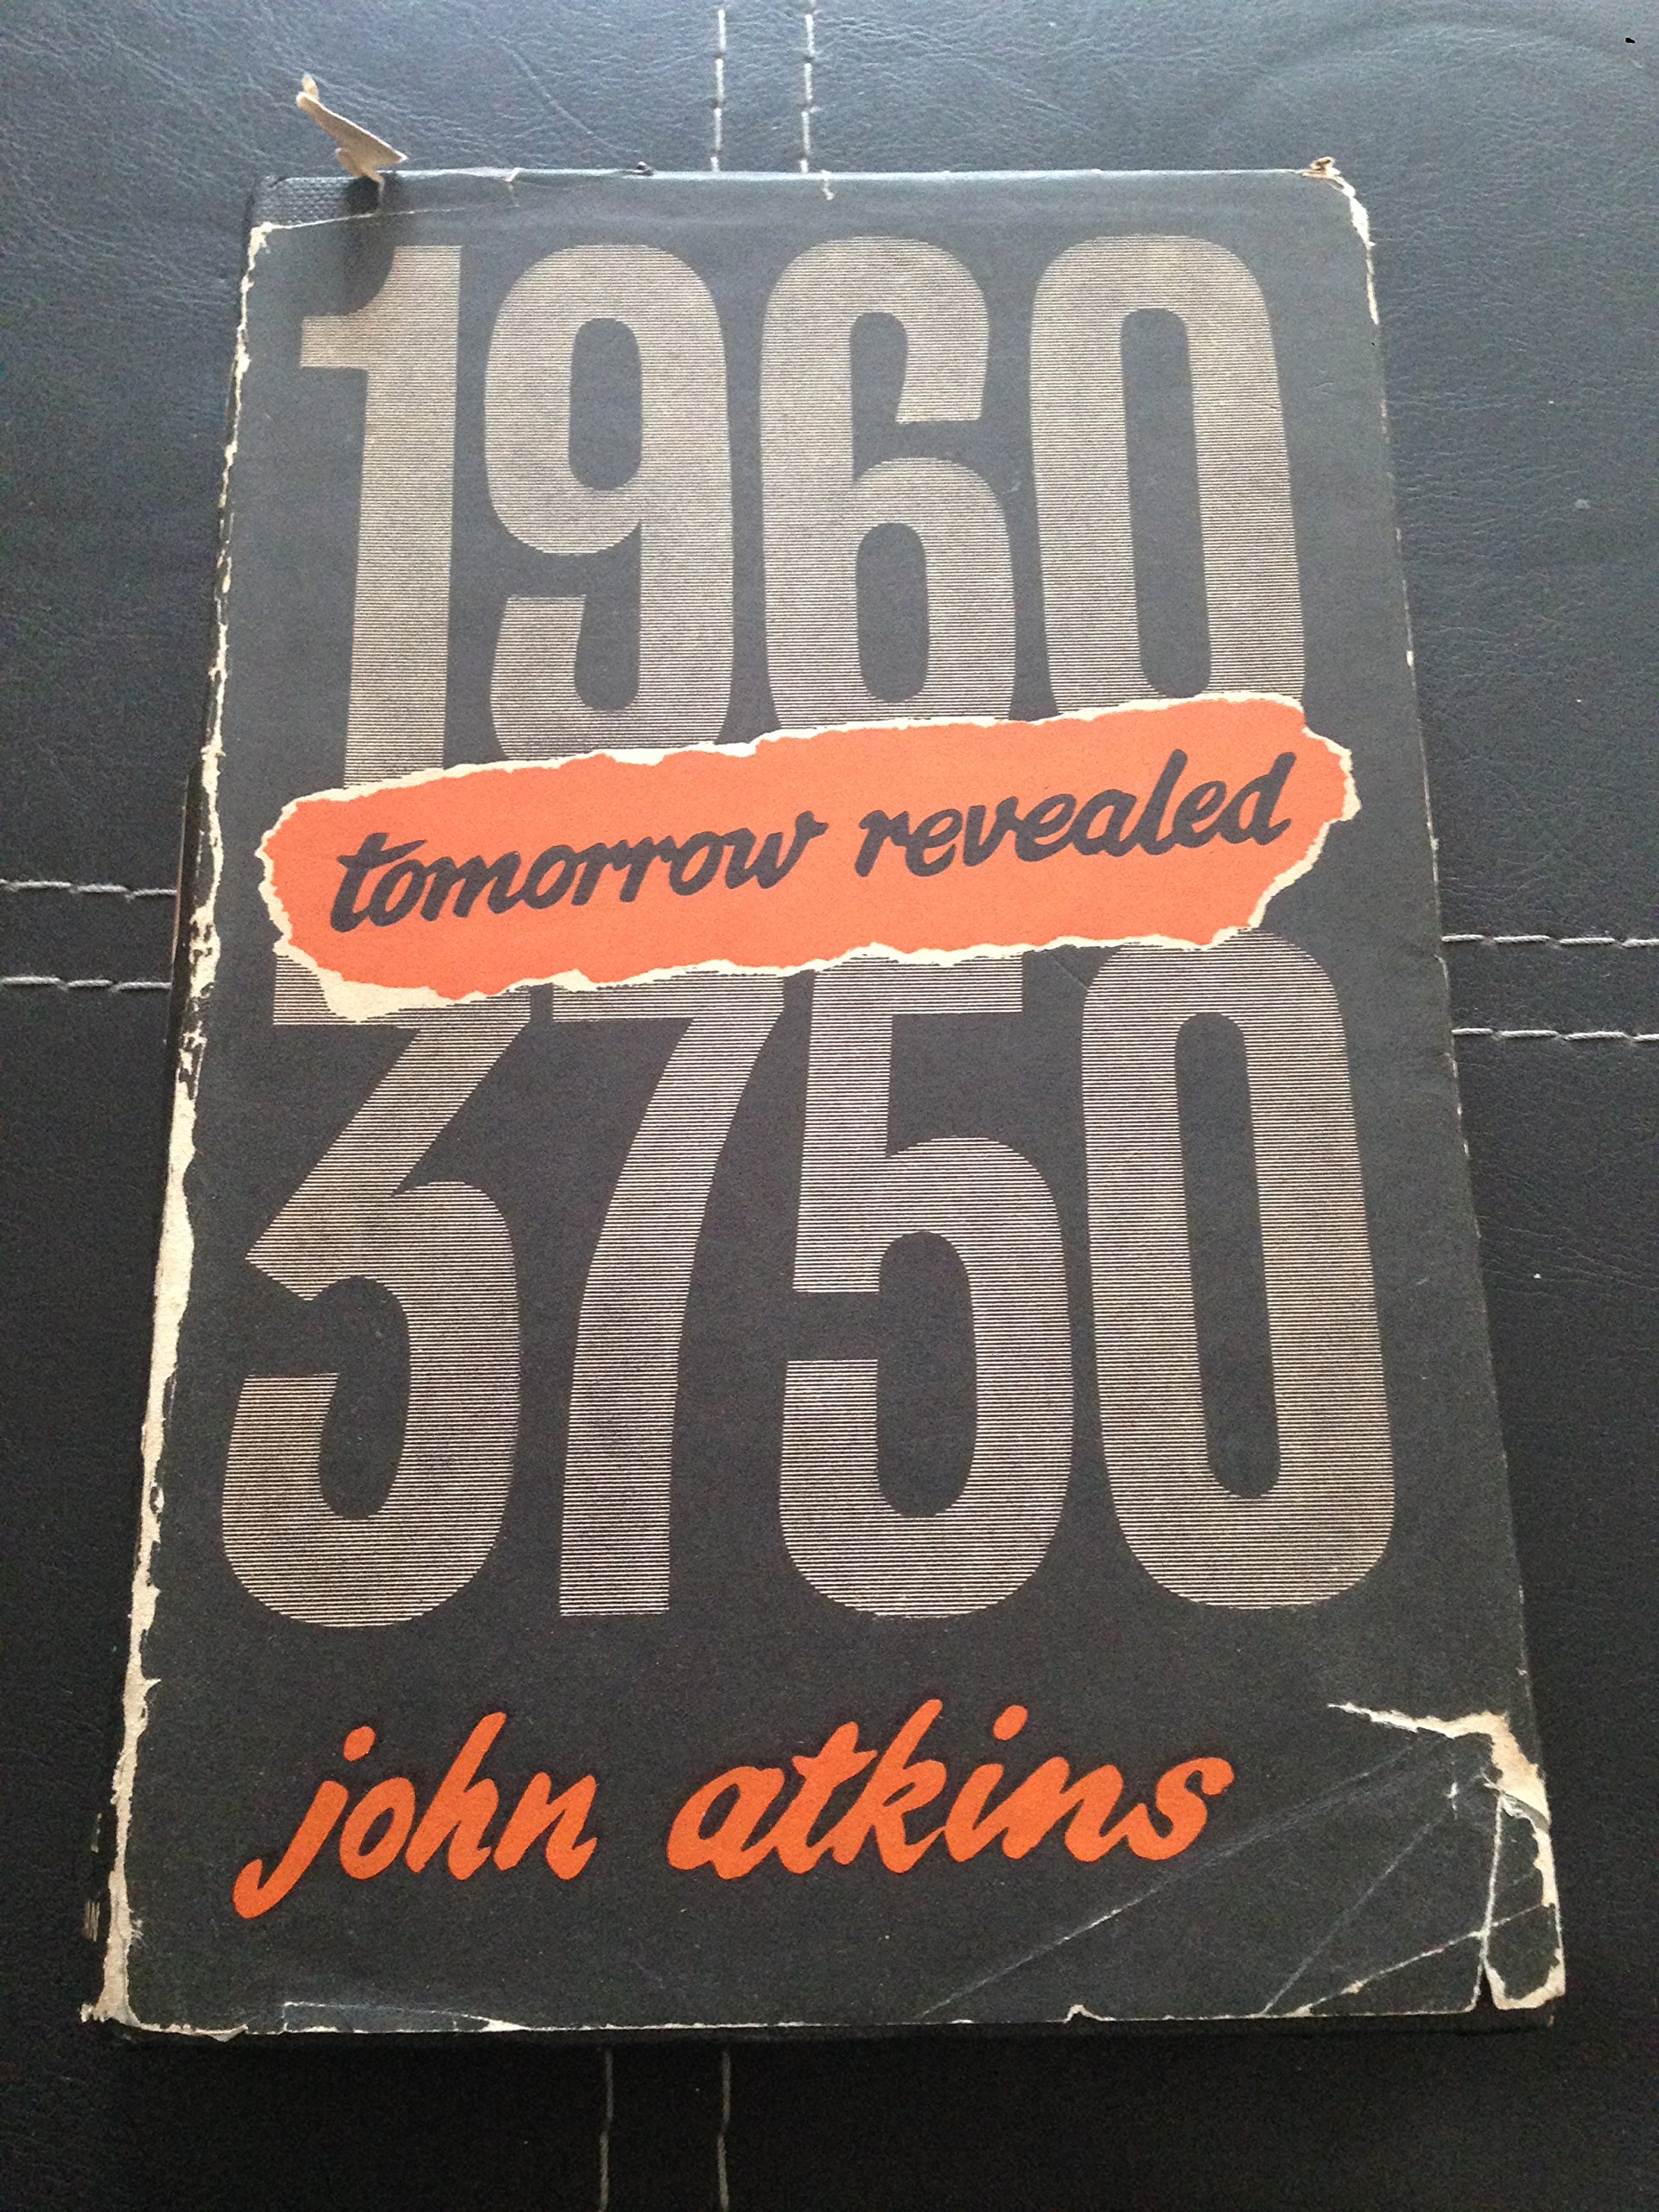 1960
tomorrow revealed
3750
john atkins